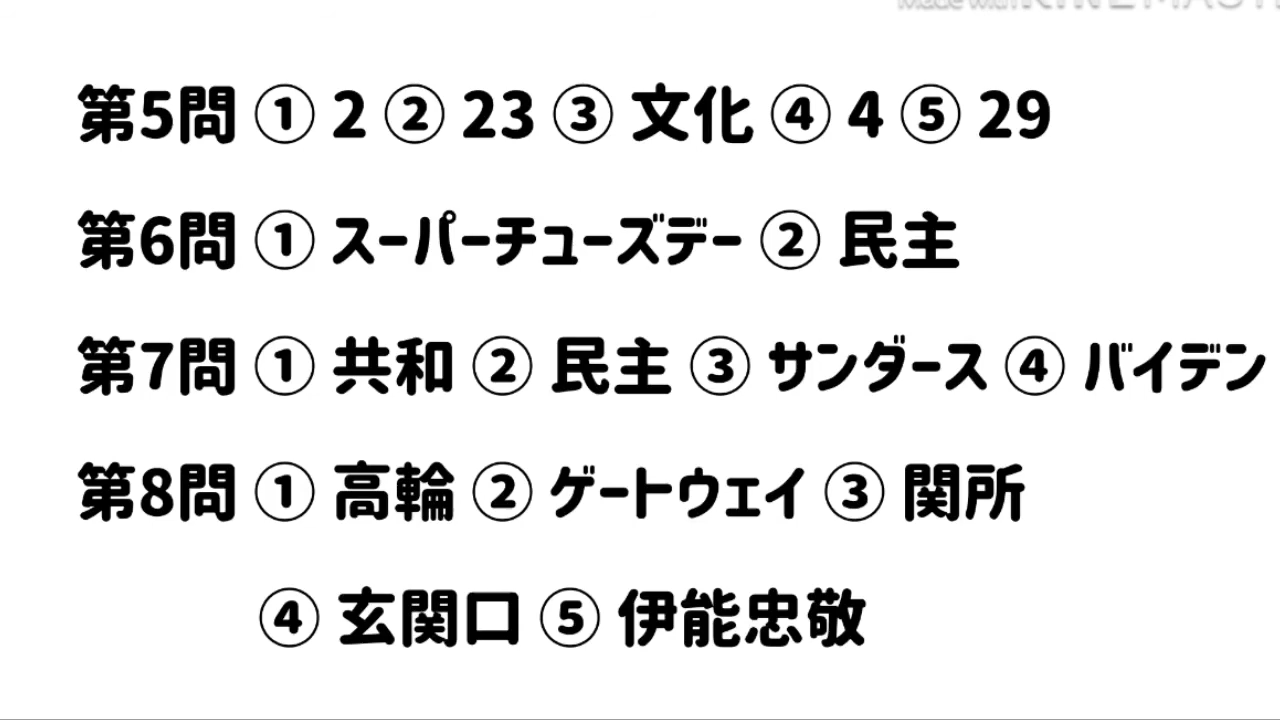 Made with KINEMASTER
第5問 ① 2 ② 23 ③ 文化 ④ 4 ⑤ 29
第6問 ① スーパーチューズデー ② 民主
第7問 ① 共和 ② 民主 ③ サンダース ④ バイデン
第8問 ① 高輪 ② ゲートウェイ ③ 関所
④ 玄関口 ⑤ 伊能忠敬